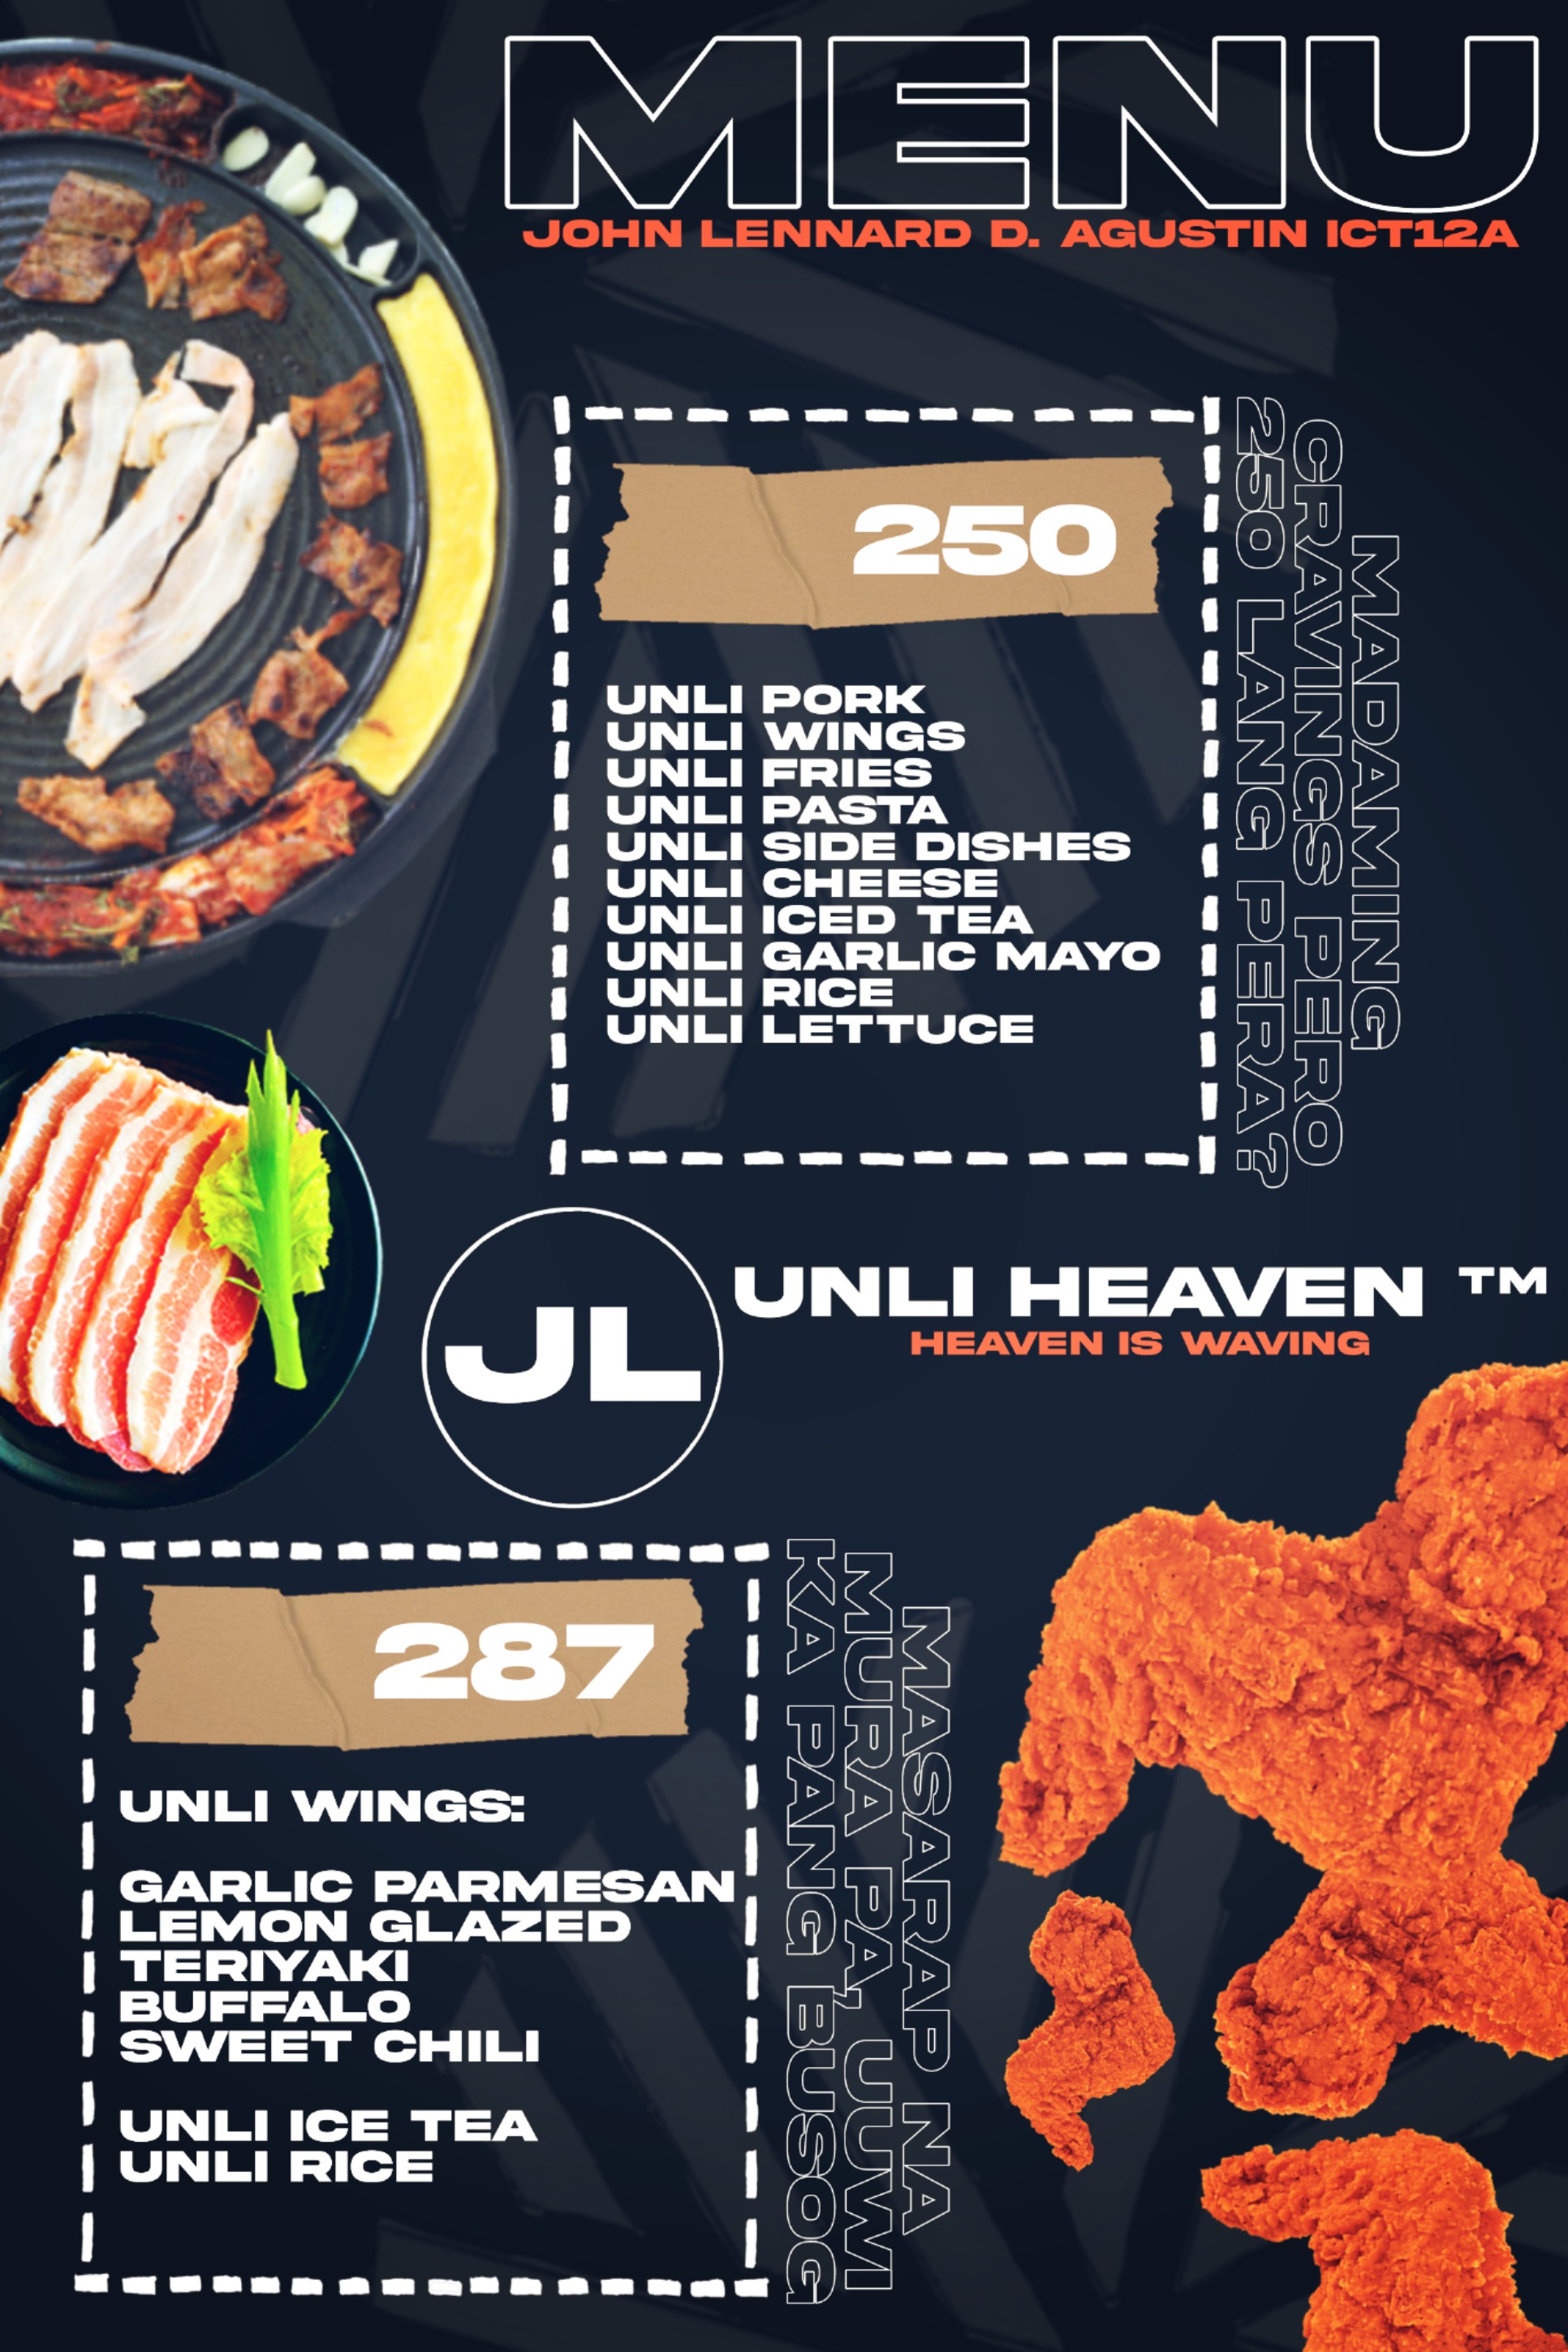 MENU
JOHN LENNARD D. AGUSTIN ICT12A
250
UNLI PORK
UNLI WINGS
UNLI FRIES
UNLI PASTA
UNLI SIDE DISHES
UNLI CHEESE
UNLI ICED TEA
UNLI GARLIC MAYO
UNLI RICE
UNLI LETTUCE
MADAMING
CRAVINGS PERO
250 LANG PERA?
JL
UNLI HEAVEN ™
HEAVEN IS WAVING
287
UNLI WINGS:
GARLIC PARMESAN
LEMON GLAZED
TERIYAKI
BUFFALO
SWEET CHILI
UNLI ICE TEA
UNLI RICE
MASARAP NA
MURA PA, UUWI
KA PANG BUSOG